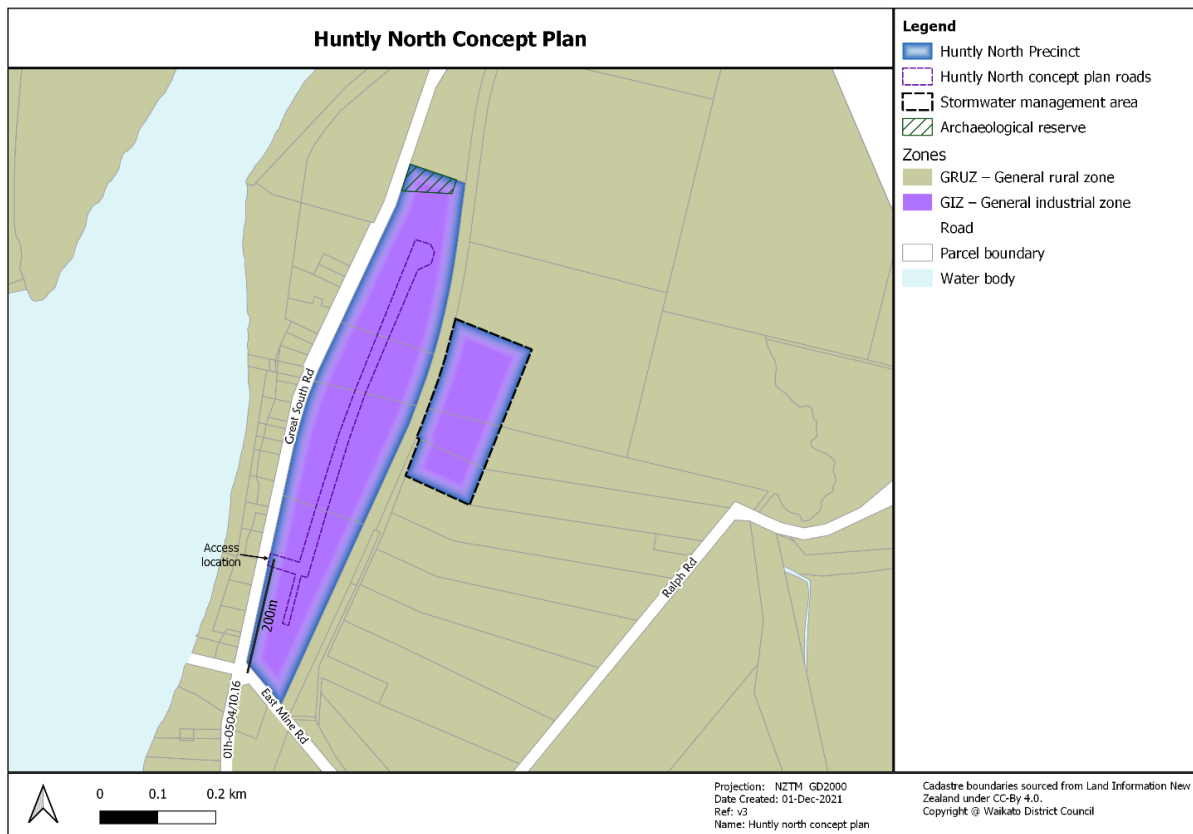 Huntly North Concept Plan
Great South Rd
Access
location
200m
01h-0504/10.16
East Mine Rd
Ralph Rd
Legend
Huntly North Precinct
Huntly North concept plan roads
Stormwater management area
Archaeological reserve
Zones
GRUZ – General rural zone
GIZ – General industrial zone
Road
Parcel boundary
Water body
0 0.1 0.2 km
Projection: NZTM GD2000
Date Created: 01-Dec-2021
Ref: v3
Name: Huntly north concept plan
Cadastre boundaries sourced from Land Information New
Zealand under CC-By 4.0.
Copyright @ Waikato District Council